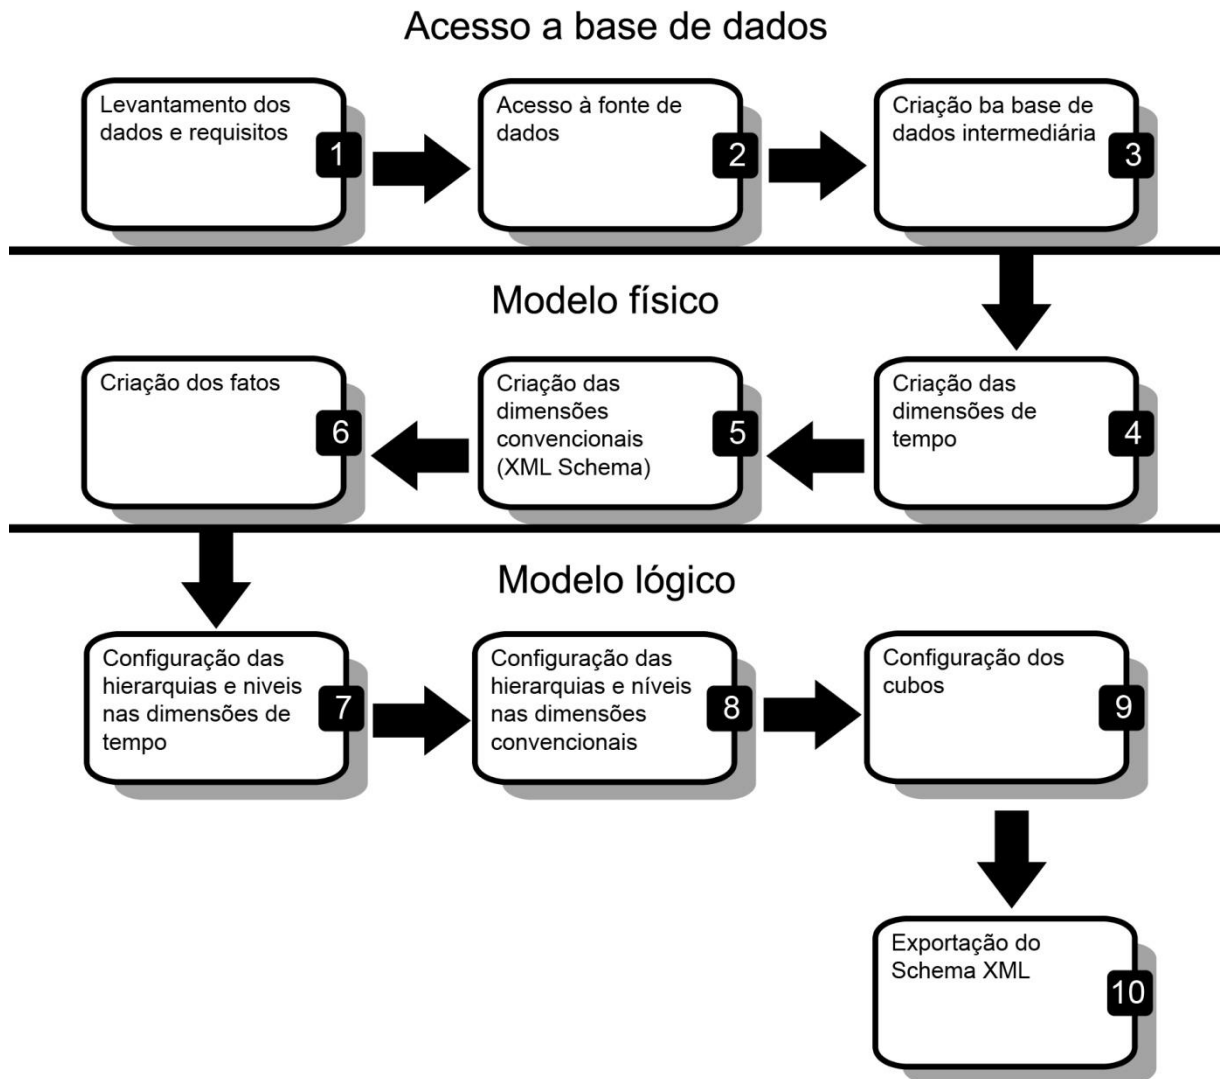 Acesso a base de dados
Levantamento dos
dados e requisitos
1
Acesso à fonte de
dados
2
Criação ba base de
dados intermediária
3
Modelo físico
Criação dos fatos
6
Criação das
dimensões
convencionais
(XML Schema)
5
Criação das
dimensões de
tempo
4
Modelo lógico
Configuração das
hierarquias e niveis
nas dimensões de
tempo
7
Configuração das
hierarquias e níveis
nas dimensões
convencionais
8
Configuração dos
cubos
9
Exportação do
Schema XML
10